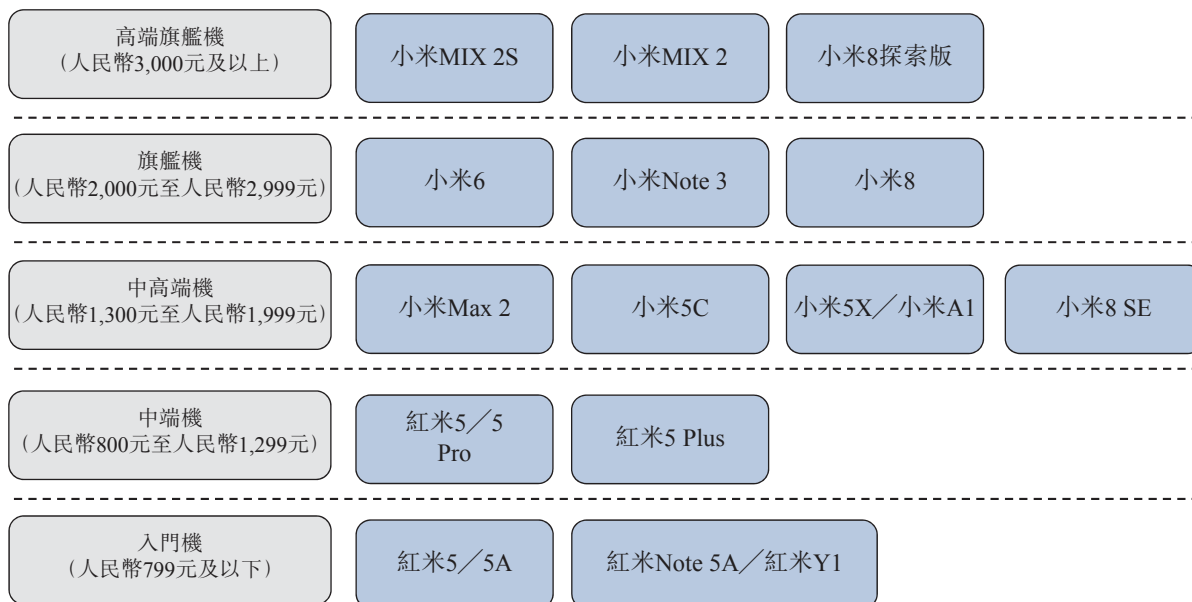 高端旗艦機
（人民幣3,000元及以上）
小米MIX 2S
小米MIX 2
小米8探索版
旗艦機
（人民幣2,000元至人民幣2,999元）
小米6
小米Note 3
小米8
中高端機
（人民幣1,300元至人民幣1,999元）
小米Max 2
小米5C
小米5X／小米A1
小米8 SE
中端機
（人民幣800元至人民幣1,299元）
紅米5／5
Pro
紅米5 Plus
入門機
（人民幣799元及以下）
紅米5／5A
紅米Note 5A／紅米Y1